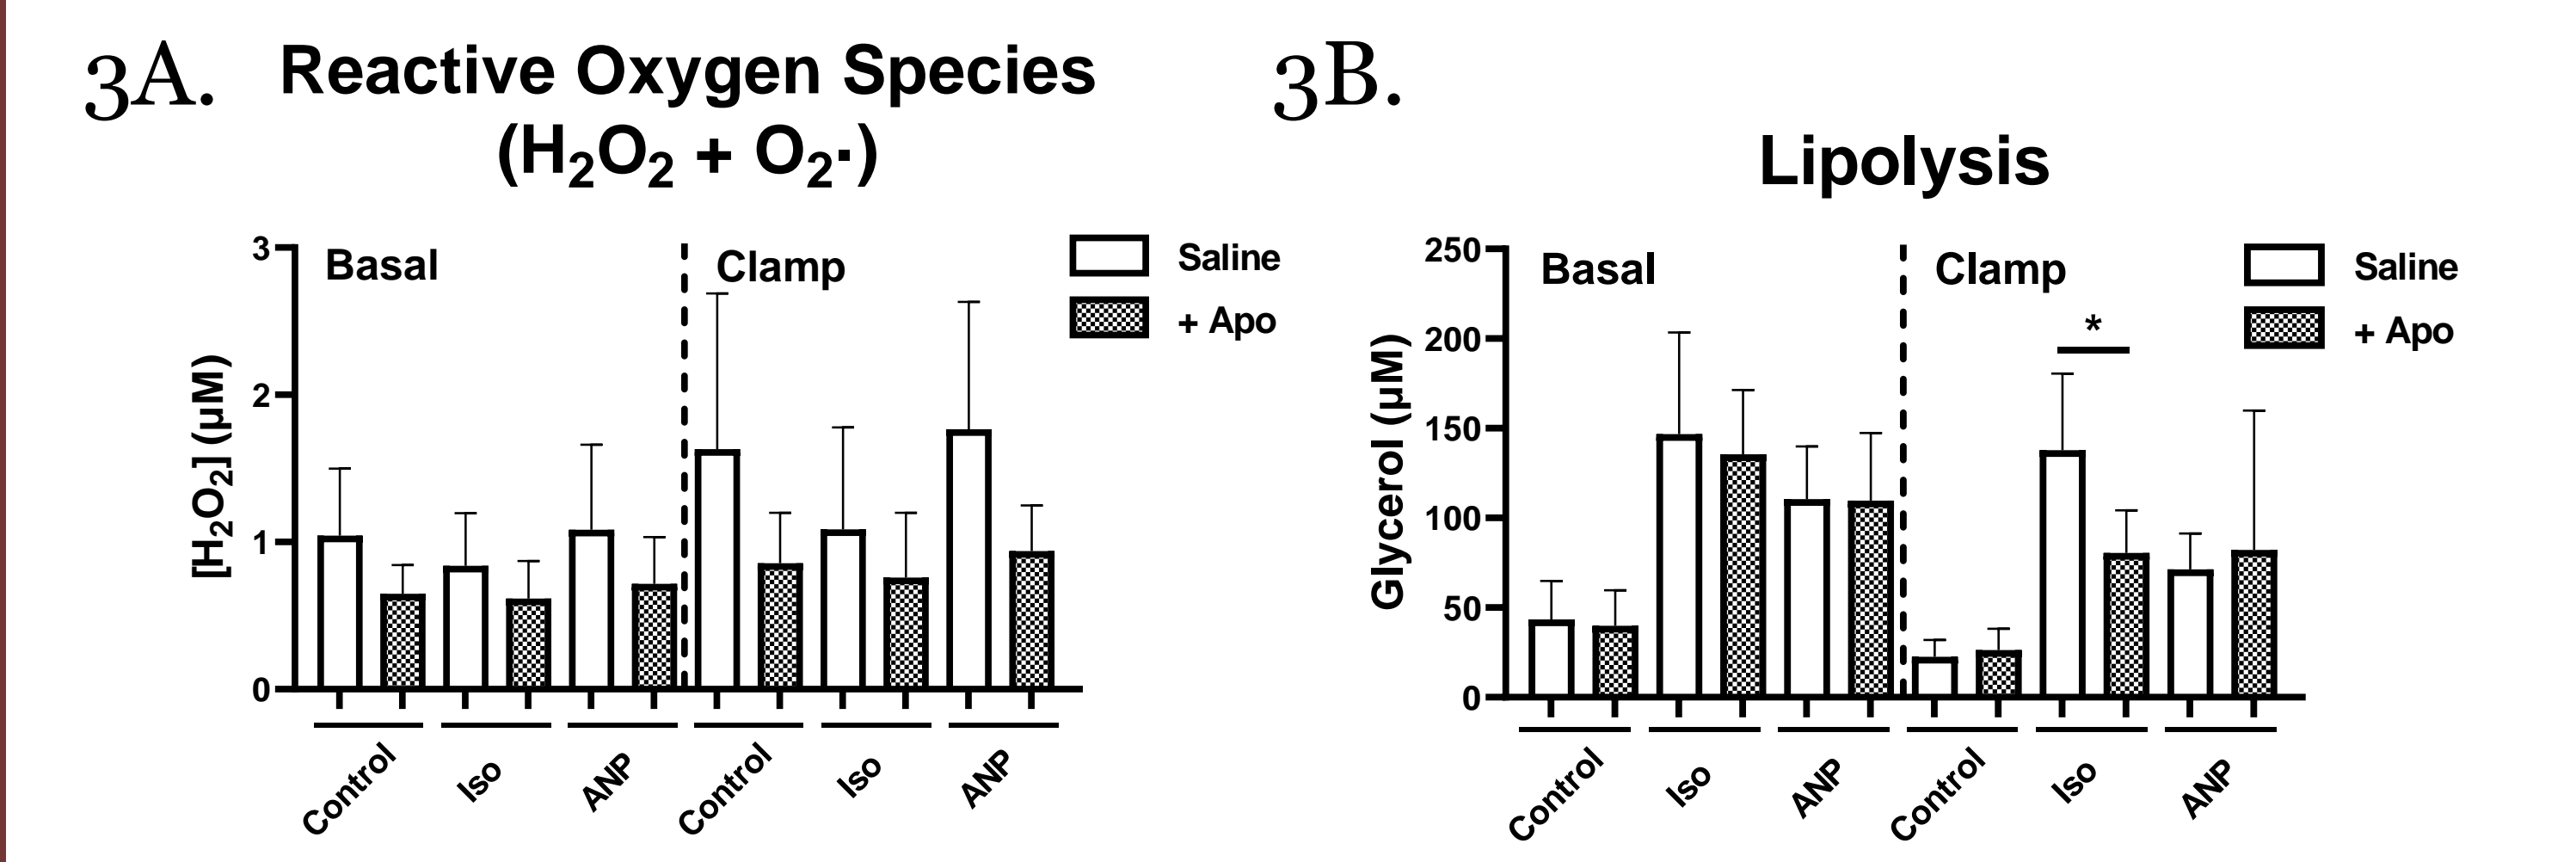 3A.
Reactive Oxygen Species
(H₂O₂ + O₂·)
3
2
1
0
[H₂O₂] (µM)
Basal
Clamp
Saline
+ Apo
Control
Iso
ANP
Control
Iso
ANP
3B.
Lipolysis
250
200
150
100
50
0
Glycerol (µM)
Basal
Clamp
*
Saline
+ Apo
Control
Iso
ANP
Control
Iso
ANP